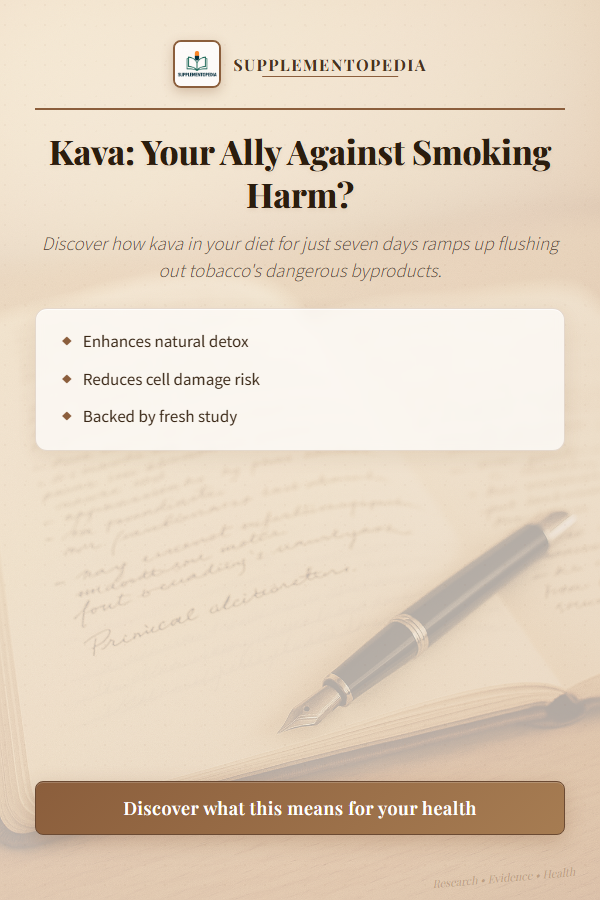 SUPPLEMENTOPEDIA
SUPPLEMENTOPEDIA
Kava: Your Ally Against Smoking
Harm?
Discover how kava in your diet for just seven days ramps up flushing
out tobacco's dangerous byproducts.
Enhances natural detox
Reduces cell damage risk
Backed by fresh study
Discover what this means for your health
Research • Evidence • Health